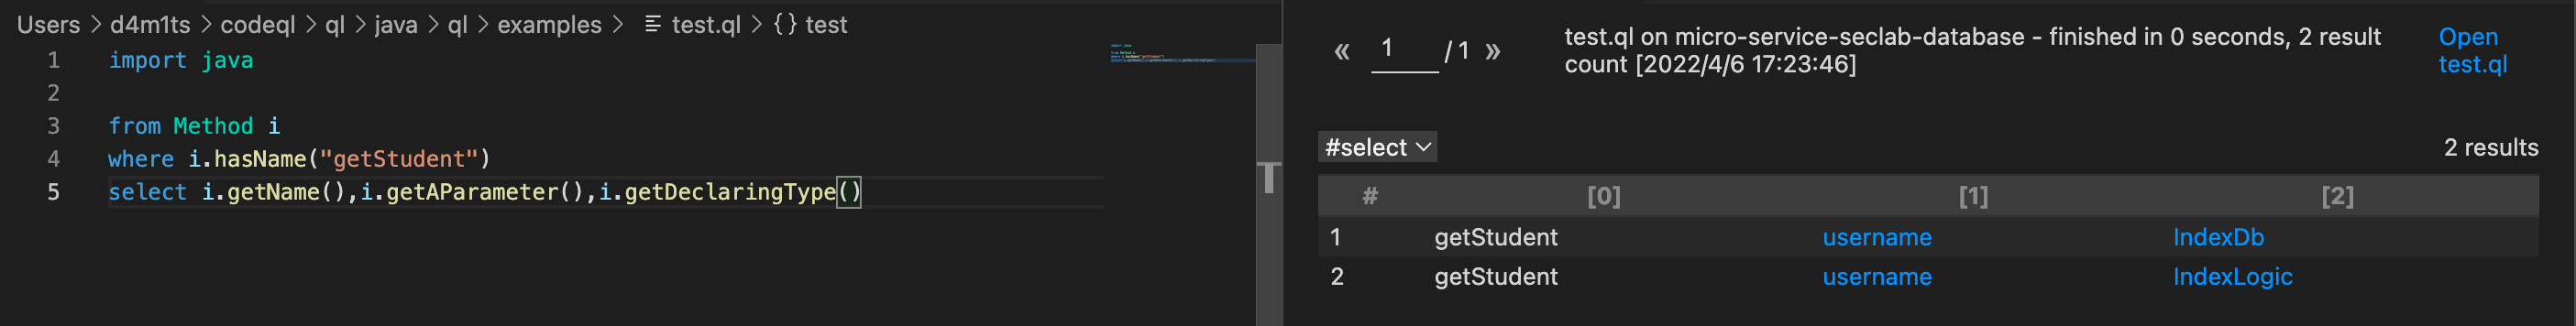 Users > d4m1ts > codeql > ql > java > ql > examples > test.ql > {} test
1 import java
2
3 from Method i
4 where i.hasName("getStudent")
5 select i.getName(),i.getAParameter(),i.getDeclaringType()
« 1 / 1 »
test.ql on micro-service-seclab-database - finished in 0 seconds, 2 result
count [2022/4/6 17:23:46]
Open
test.ql
#select
2 results
# [0] [1] [2]
1 getStudent username IndexDb
2 getStudent username IndexLogic